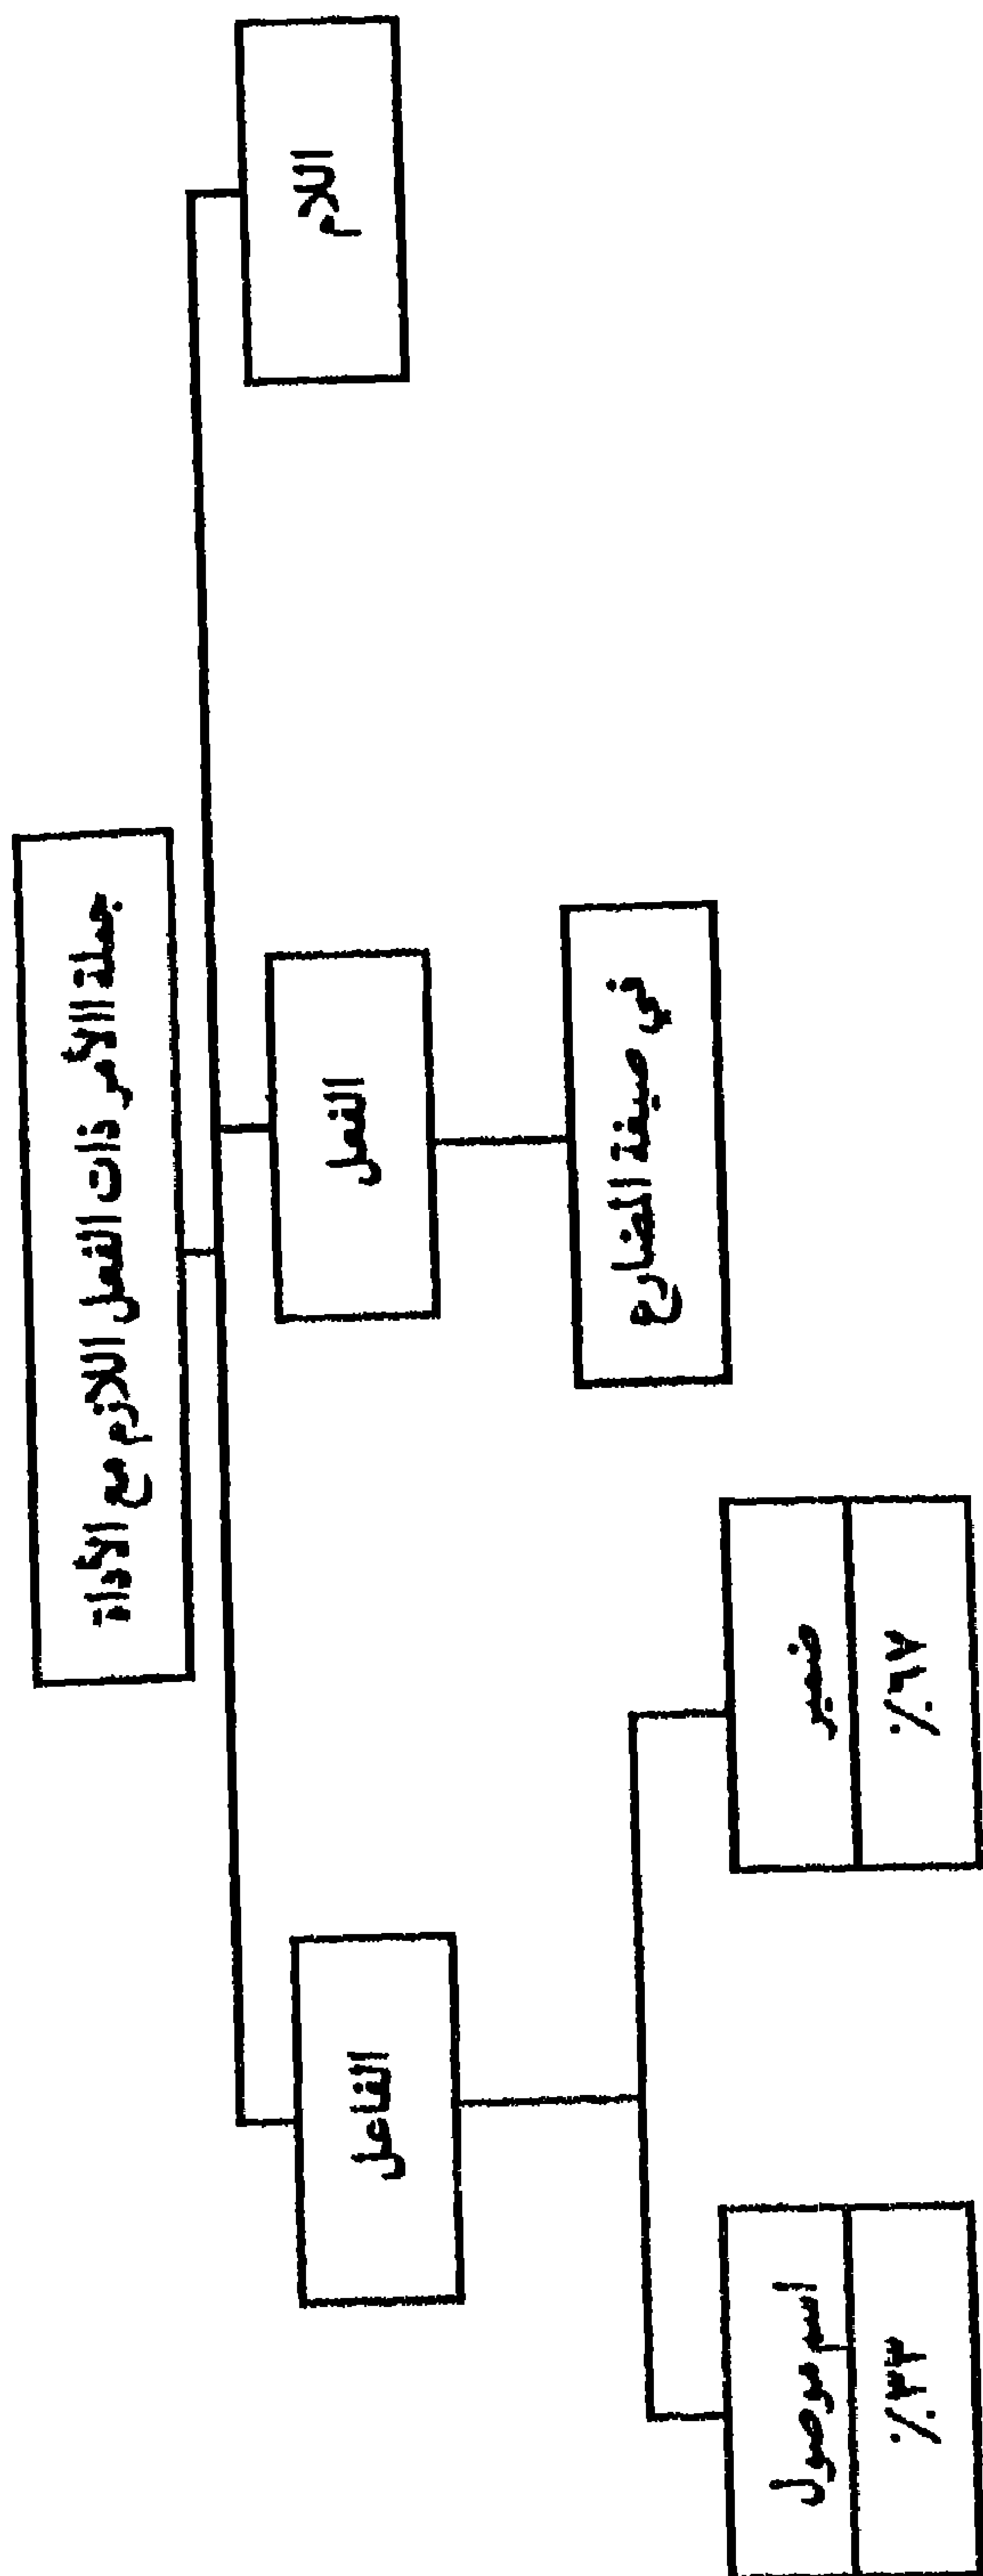 جملة الأمر ذات الفعل اللازم مع الأداة
اللام
الفعل
الفاعل
في صيغة المضارع
ضمير
٪٦٧
اسم موصول
٪٣٣